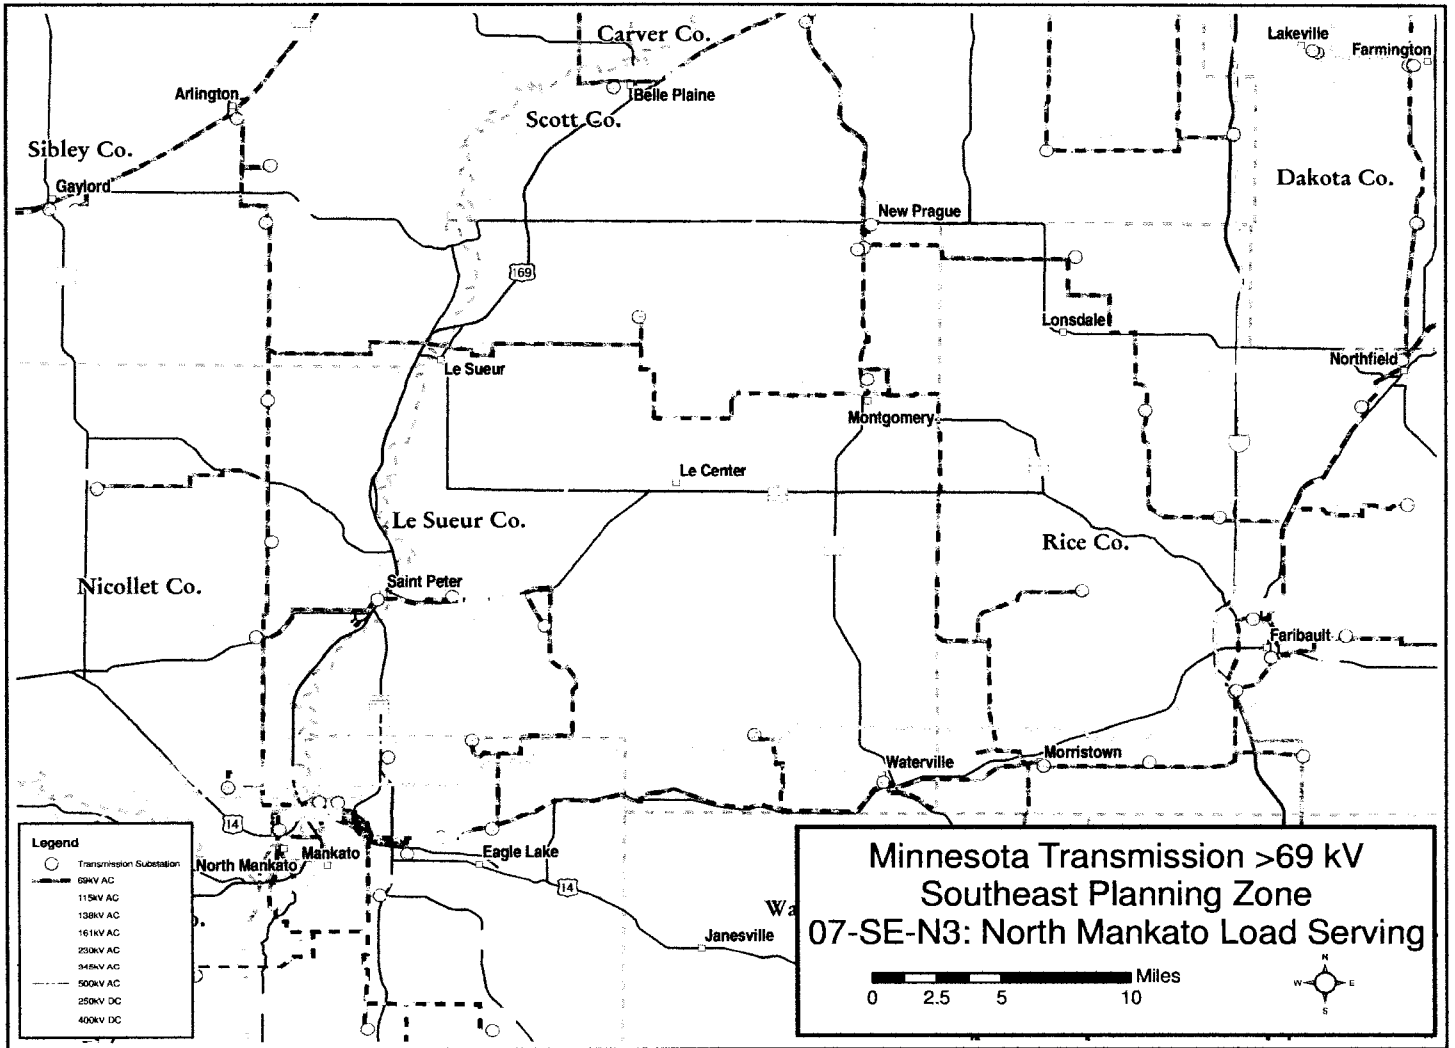 Carver Co.
Lakeville
Farmington
Arlington
Belle Plaine
Scott Co.
Sibley Co.
Dakota Co.
Gaylord
New Prague
169
Lonsdale
Northfield
Le Sueur
Montgomery
Le Center
Le Sueur Co.
Rice Co.
Nicollet Co.
Saint Peter
Faribault
Morristown
Waterville
14
Mankato
North Mankato
Eagle Lake
14
Wa
Janesville
Legend
Transmission Substation
69kV AC
115kV AC
138kV AC
161kV AC
230kV AC
345kV AC
500kV AC
250kV DC
400kV DC
Minnesota Transmission >69 kV
Southeast Planning Zone
07-SE-N3: North Mankato Load Serving
Miles
0 2.5 5 10
N
W E
S